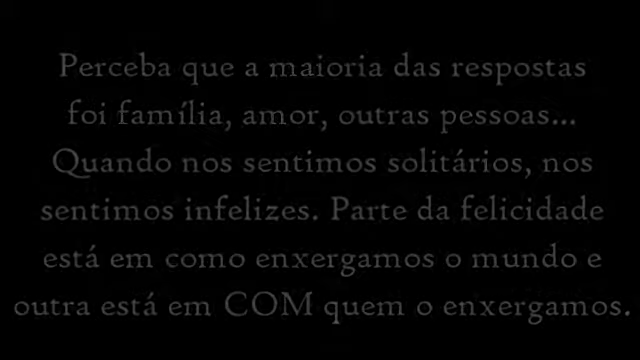 Perceba que a maioria das respostas
foi família, amor, outras pessoas...
Quando nos sentimos solitários, nos
sentimos infelizes. Parte da felicidade
está em como enxergamos o mundo e
outra está em COM quem o enxergamos.